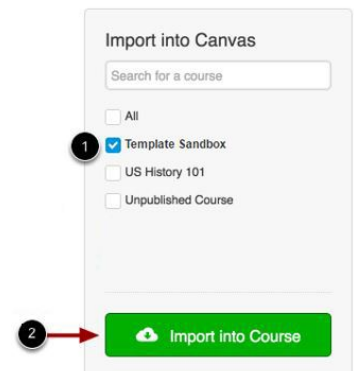 Import into Canvas
Search for a course
All
1
Template Sandbox
US History 101
Unpublished Course
2
Import into Course